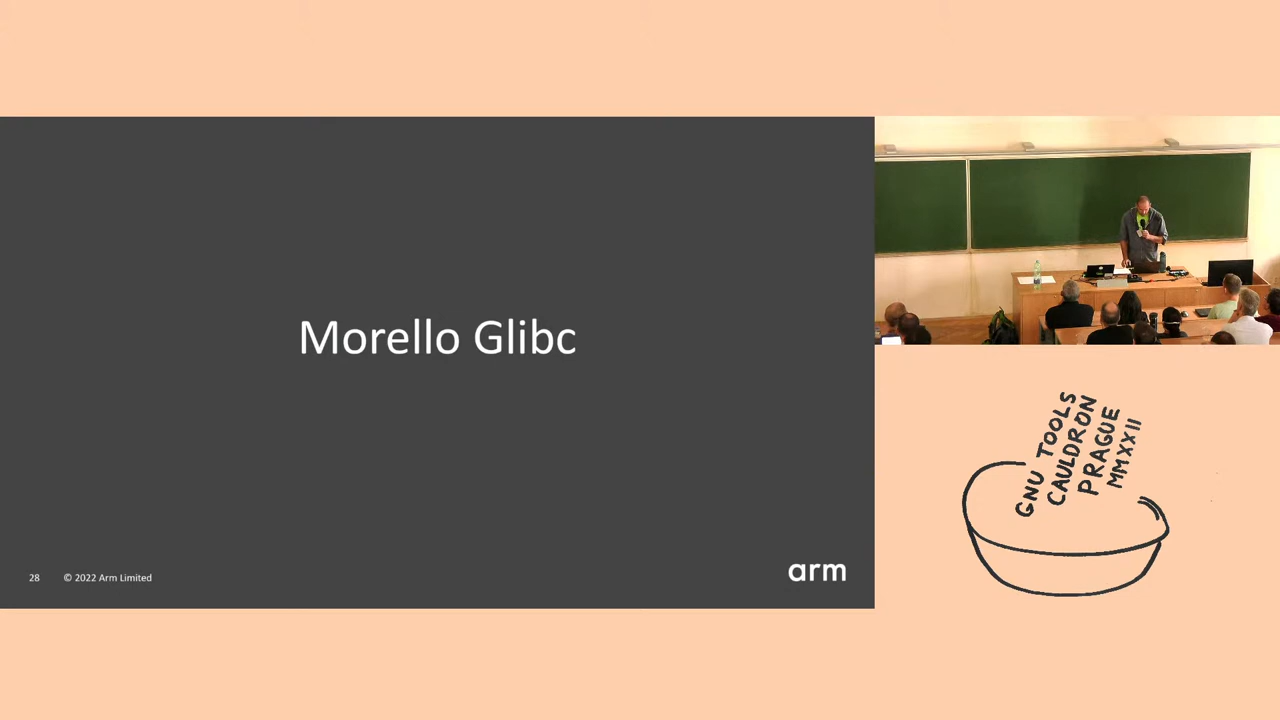 Morello Glibc
28
© 2022 Arm Limited
arm
GNU TOOLS
CAULDRON
PRAGUE
MMXXII